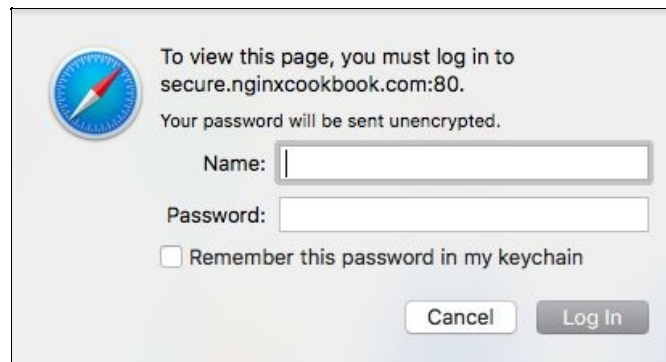 To view this page, you must log in to
secure.nginxcookbook.com:80.
Your password will be sent unencrypted.
Name:
Password:
Remember this password in my keychain
Cancel
Log In